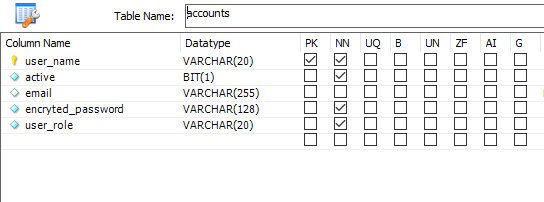 Table Name: accounts
Column Name Datatype PK NN UQ B UN ZF AI G
user_name VARCHAR(20)
active BIT(1)
email VARCHAR(255)
encryted_password VARCHAR(128)
user_role VARCHAR(20)